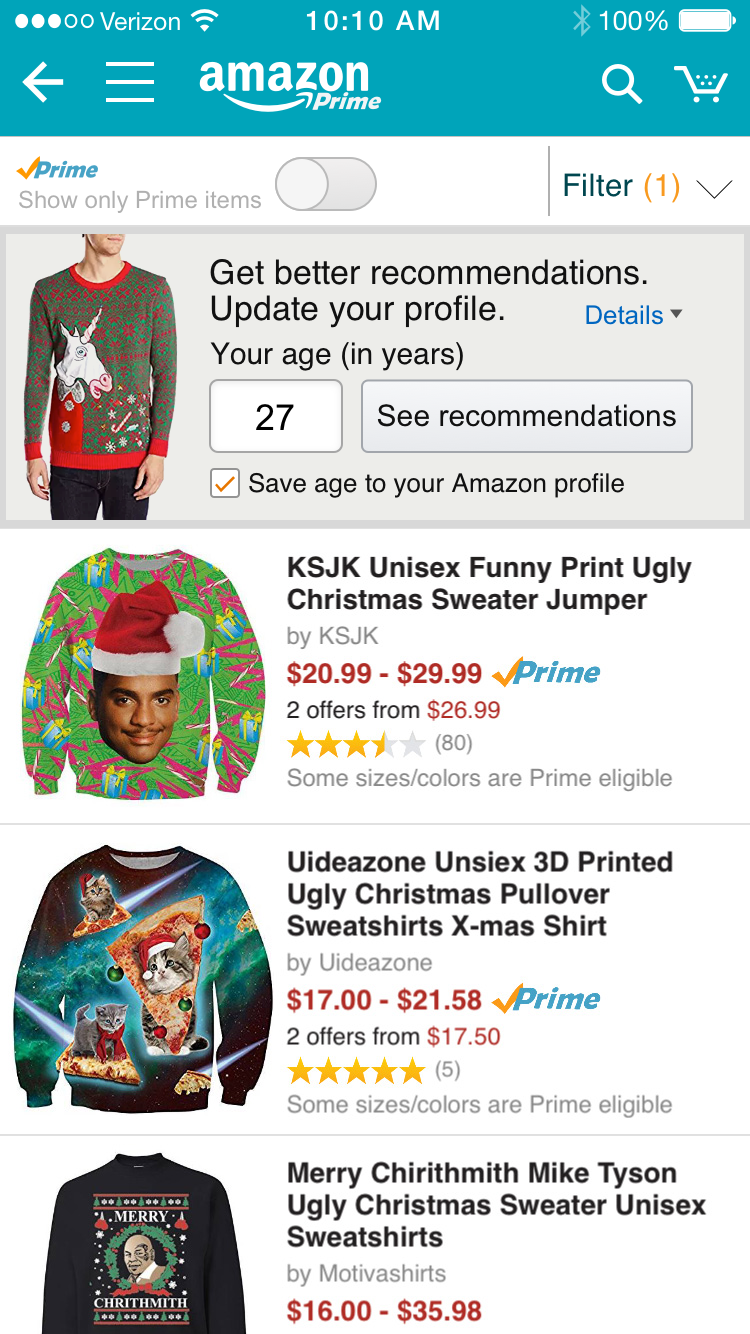 Verizon 10:10 AM 100%
amazon
Prime
Prime
Show only Prime items
Filter (1)
Get better recommendations.
Update your profile.
Details
Your age (in years)
27
See recommendations
Save age to your Amazon profile
KSJK Unisex Funny Print Ugly
Christmas Sweater Jumper
by KSJK
$20.99 - $29.99 Prime
2 offers from $26.99
(80)
Some sizes/colors are Prime eligible
Uideazone Unsiex 3D Printed
Ugly Christmas Pullover
Sweatshirts X-mas Shirt
by Uideazone
$17.00 - $21.58 Prime
2 offers from $17.50
(5)
Some sizes/colors are Prime eligible
MERRY
CHRITHMITH
Merry Chirithmith Mike Tyson
Ugly Christmas Sweater Unisex
Sweatshirts
by Motivashirts
$16.00 - $35.98